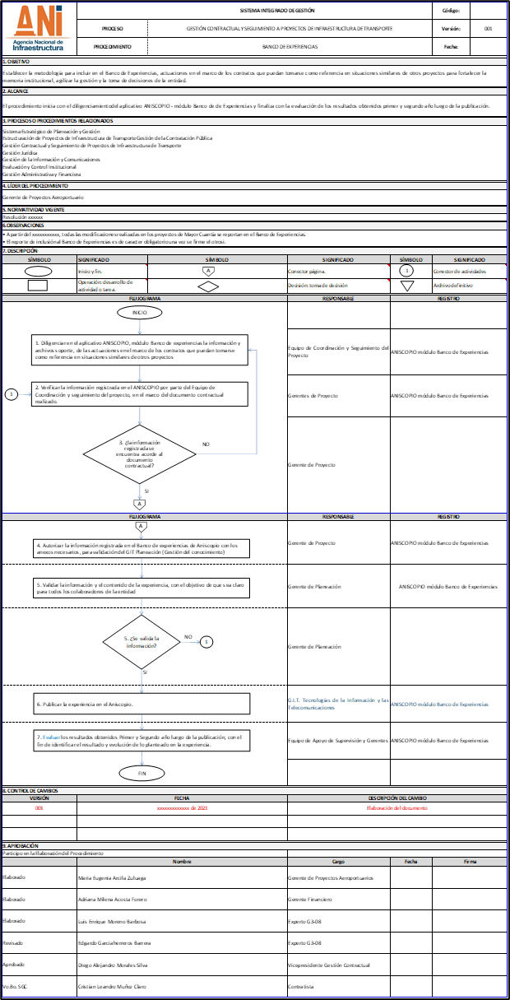 ANI
Agencia Nacional de
Infraestructura
SISTEMA INTEGRADO DE GESTIÓN
Código:
PROCESO
GESTIÓN CONTRACTUAL Y SEGUIMIENTO A PROYECTOS DE INFRAESTRUCTURA DE TRANSPORTE
Versión:
001
PROCEDIMIENTO
BANCO DE EXPERIENCIAS
Fecha:
1. OBJETIVO
Establecer la metodología para incluir en el Banco de Experiencias, actuaciones en el marco de los contratos que puedan tomarse como referencia en situaciones similares de otros proyectos para fortalecer la
memoria institucional, agilizar la gestión y la toma de decisiones de la entidad.
2. ALCANCE
El procedimiento inicia con el diligenciamiento del aplicativo ANISCOPIO - módulo Banco de de Experiencias y finaliza con la evaluación de los resultados obtenidos primer y segundo año luego de la publicación.
3. PROCESOS O PROCEDIMIENTOS RELACIONADOS
Sistema Estratégico de Planeación y Gestión
Estructuración de Proyectos de Infraestructura de Transporte Gestión de la Contratación Pública
Gestión Contractual y Seguimiento de Proyectos de Infraestructura de Transporte
Gestión Jurídica
Gestión de la Información y Comunicaciones
Evaluación y Control Institucional
Gestión Administrativa y Financiera
4. LÍDER DEL PROCEDIMIENTO
Gerente de Proyectos Aeroportuario
5. NORMATIVIDAD VIGENTE
Resolución xxxxxx
6.OBSERVACIONES
• A partir del xxxxxxxxxxx, todas las modificaciones realizadas en los proyectos de Mayor Cuantía se reportan en el Banco de Experiencias.
• El reporte de inclusión al Banco de Experiencias es de caracter obligatorio una vez se firme el otrosí.
7. DESCRIPCIÓN
SÍMBOLO
SIGNIFICADO
SÍMBOLO
SIGNIFICADO
SÍMBOLO
SIGNIFICADO
Inicio y fin.
A
Conector página.
1
Conector de actividades
Operación: desarrollo de
actividad o tarea.
Decisión: toma de decisión
Archivo definitivo
FLUJOGRAMA
RESPONSABLE
REGISTRO
INICIO
1. Diligenciar en el aplicativo ANISCOPIO, módulo Banco de experiencias la información y
archivos soporte, de las actuaciones en el marco de los contratos que puedan tomarse
como referencia en situaciones similares de otros proyectos
Equipo de Coordinación y Seguimiento del
Proyecto
ANISCOPIO módulo Banco de Experiencias
1
2. Verificar la información registrada en el ANISCOPIO por parte del Equipo de
Coordinación y seguimiento del proyecto, en el marco del documento contractual
realizado.
Gerentes de Proyecto
ANISCOPIO módulo Banco de Experiencias
3. ¿la información
registrada se
encuentra acorde al
documento
contractual?
NO
Gerente de Proyecto
SI
A
FLUJOGRAMA
RESPONSABLE
REGISTRO
A
4. Autorizar la información registrada en el Banco de experiencias de Aniscopio con los
anexos necesarios, para validación del GIT Planeación (Gestión del conocimiento)
Gerente de Proyecto
ANISCOPIO módulo Banco de Experiencias
5. Validar la información y el contenido de la experiencia, con el objetivo de que sea claro
para todos los colaboradores de la entidad
Gerente de Planeación
ANISCOPIO módulo Banco de Experiencias
5. ¿Se valida la
información?
NO
1
Gerente de Planeación
SI
6. Publicar la experiencia en el Aniscopio.
G.I.T. Tecnologías de la Información y las
Telecomunicaciones
ANISCOPIO módulo Banco de Experiencias
7. Evaluar los resultados obtenidos Primer y Segundo año luego de la publicación, con el
fin de identificar el resultado y evolución de lo planteado en la experiencia.
Equipo de Apoyo de Supervisión y Gerentes
ANISCOPIO módulo Banco de Experiencias
FIN
8. CONTROL DE CAMBIOS
VERSIÓN
FECHA
DESCRIPCIÓN DEL CAMBIO
001
xxxxxxxxxxxxx de 2021
Elaboración del documento
9. APROBACIÓN
Participo en la Elaboración del Procedimiento
Nombre
Cargo
Fecha
Firma
Elaborado
Maria Eugenia Arcila Zuluaga
Gerente de Proyectos Aeroportuarios
Elaborado
Adriana Milena Acosta Forero
Gerente Financiero
Elaborado
Luis Enrique Moreno Barbosa
Experto G3-08
Revisado
Edgardo Garciaherreros Barrera
Experto G3-08
Aprobado
Diego Alejandro Morales Silva
Vicepresidente Gestión Contractual
Vo.Bo. SGC
Cristian Leandro Muñoz Claro
Contratista